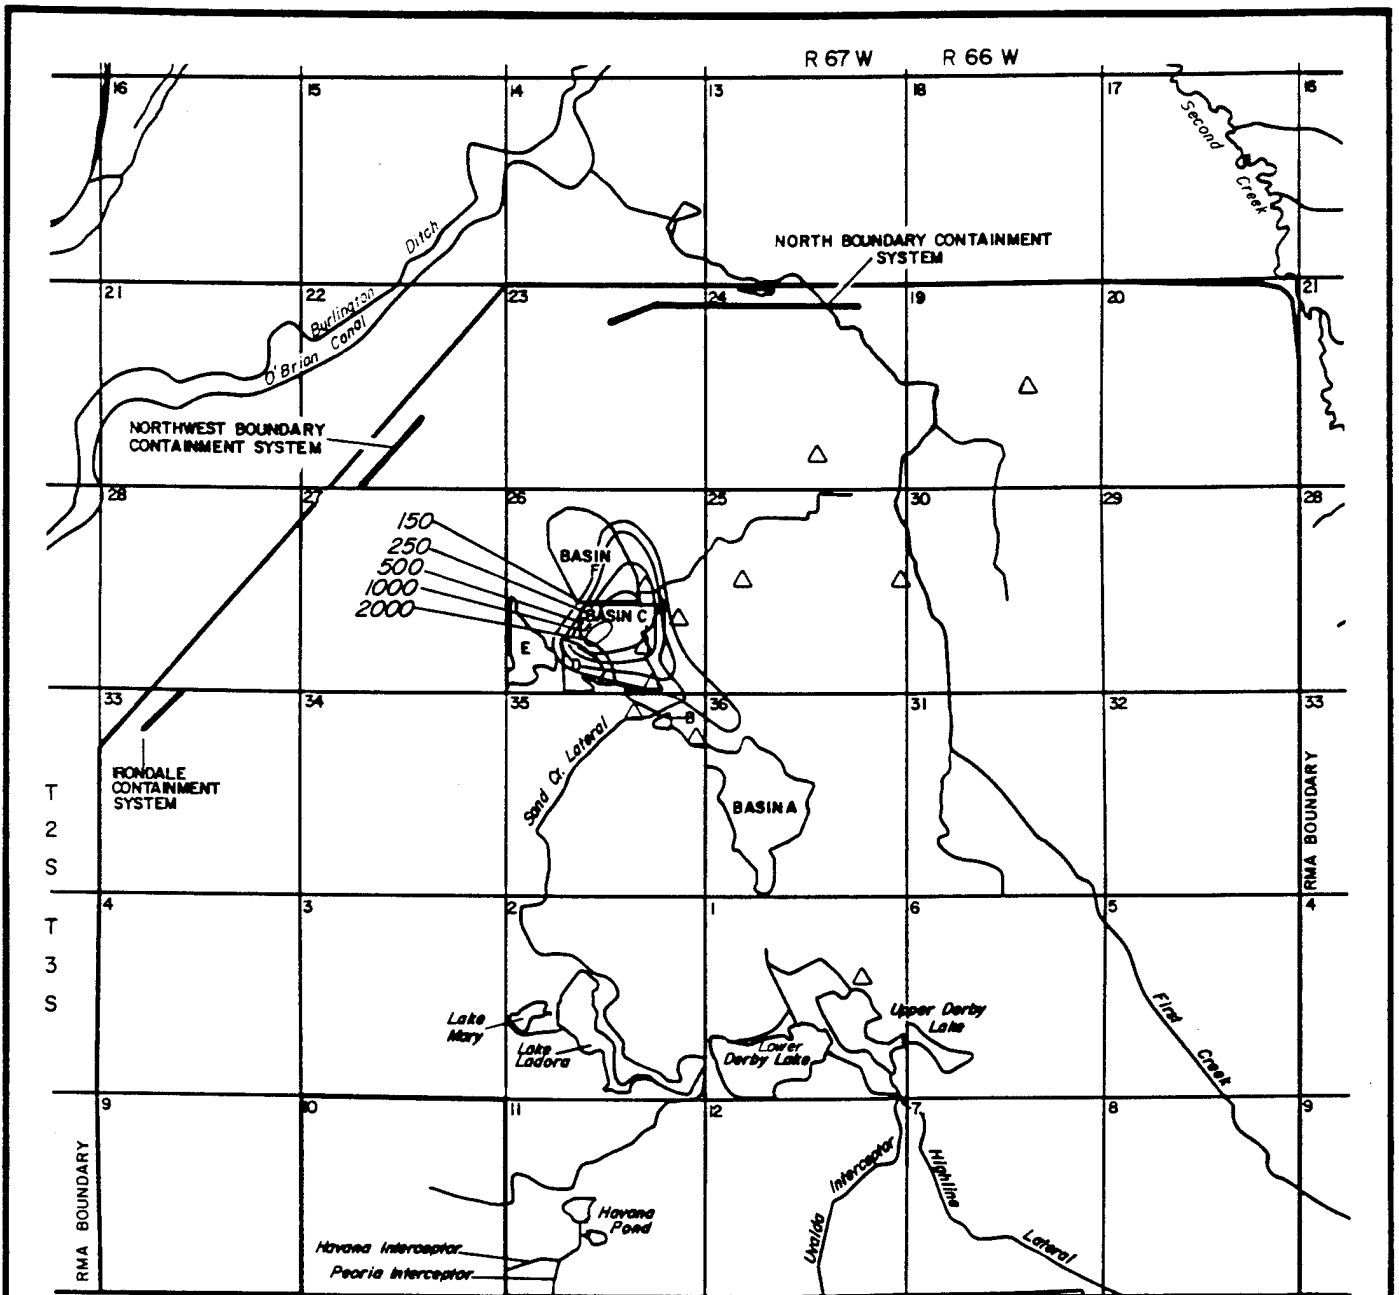 R 67 W R 66 W
16 15 14 13 18 17 16
Second
Creek
Ditch
Burlington
O'Brian Canal
NORTH BOUNDARY CONTAINMENT
SYSTEM
21 22 23 24 19 20 21
NORTHWEST BOUNDARY
CONTAINMENT SYSTEM
28 27 26 25 30 29 28
150
250
500
1000
2000
BASIN
F
BASIN C
E
D
33 34 35 36 31 32 33
B
Sand Cr. Lateral
IRONDALE
CONTAINMENT
SYSTEM
BASIN A
RMA BOUNDARY
T
2
S
T
3
S
4 3 2 1 6 5 4
Lake
Mary
Lake
Ladora
Lower
Derby Lake
Upper Derby
Lake
First
Creek
9 10 11 12 7 8 9
RMA BOUNDARY
Havana
Pond
Havana Interceptor
Peoria Interceptor
Uvalda
Interceptor
Highline
Lateral